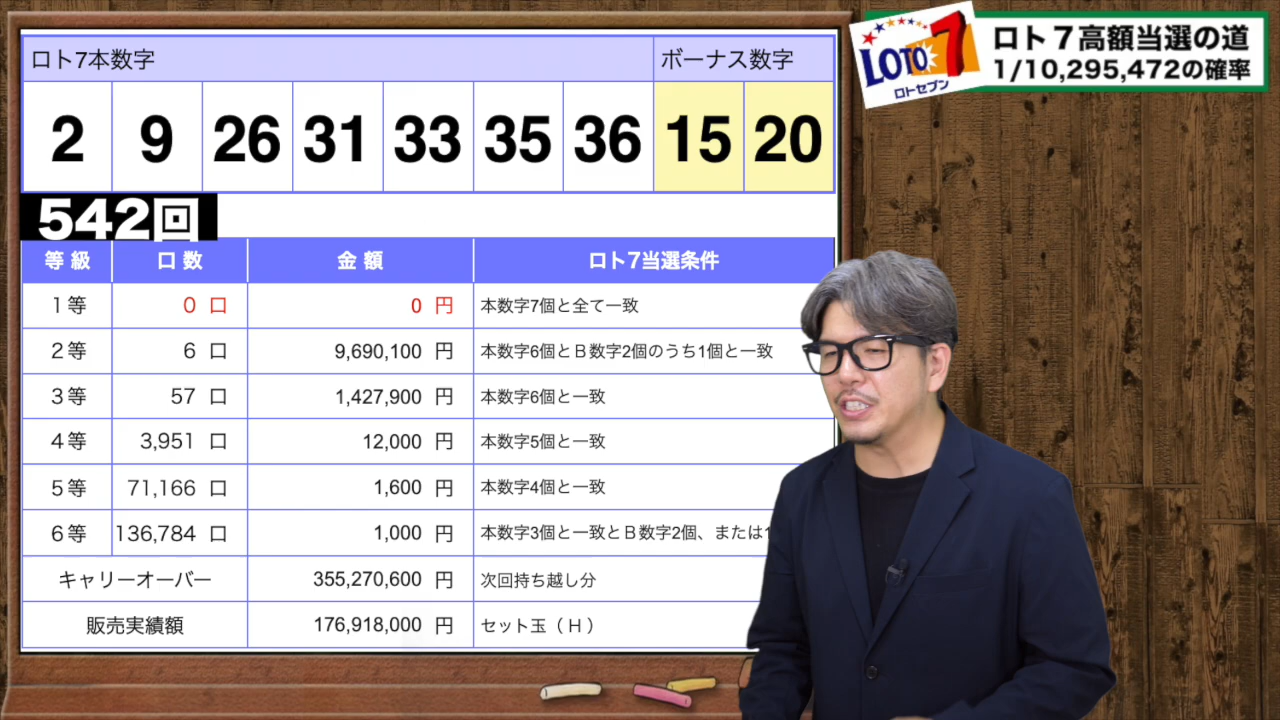 ロト7本数字 ボーナス数字
2 9 26 31 33 35 36 15 20
542回
LOTO 7
ロトセブン
ロト7高額当選の道
1/10,295,472の確率
等級 口数 金額 ロト7当選条件
1等 0 口 0 円 本数字7個と全て一致
2等 6 口 9,690,100 円 本数字6個とB数字2個のうち1個と一致
3等 57 口 1,427,900 円 本数字6個と一致
4等 3,951 口 12,000 円 本数字5個と一致
5等 71,166 口 1,600 円 本数字4個と一致
6等 136,784 口 1,000 円 本数字3個と一致とB数字2個、または
キャリーオーバー 355,270,600 円 次回持ち越し分
販売実績額 176,918,000 円 セット玉(H)